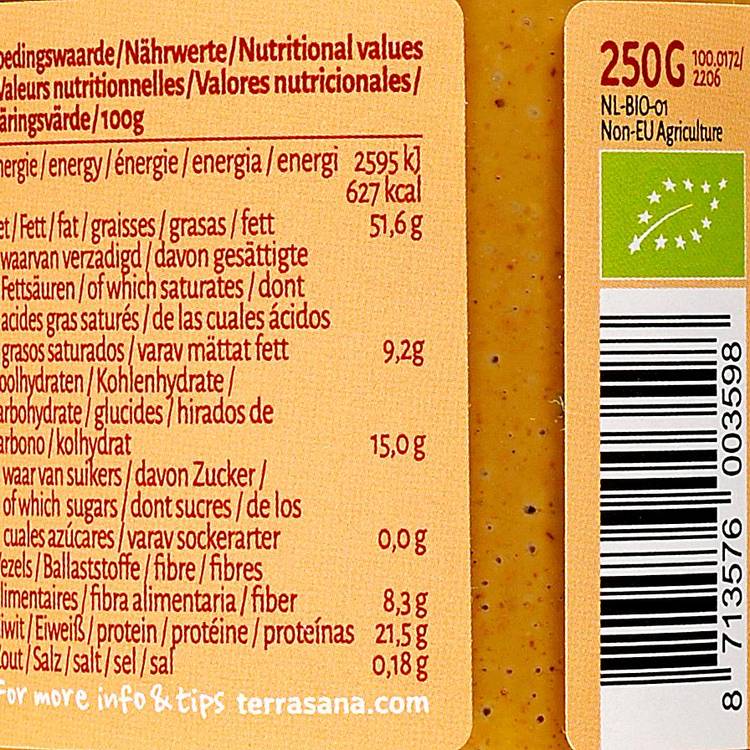 oedingswaarde/Nährwerte/Nutritional values
Valeurs nutritionnelles/Valores nutricionales/
äringsvärde/100g
nergie/energy/énergie/energia/energi 2595 kJ
627 kcal
et/Fett/fat/graisses/grasas/fett 51,6 g
waarvan verzadigd/davon gesättigte
Fettsäuren/of which saturates/dont
acides gras saturés/de las cuales ácidos
grasos saturados/varav mättat fett 9,2g
oolhydraten/Kohlenhydrate/
arbohydrate/glucides/hirados de
arbono/kolhydrat 15,0 g
waarvan suikers/davon Zucker/
of which sugars/dont sucres/de los
cuales azúcares/varav sockerarter 0,0 g
ezels/Ballaststoffe/fibre/fibres
limentaires/fibra alimentaria/fiber 8,3 g
iwit/Eiweiß/protein/protéine/proteínas 21,5 g
out/Salz/salt/sel/salt 0,18 g
For more info & tips terrasana.com
250G 100.0172/
2206
NL-BIO-01
Non-EU Agriculture
8 713576 003598